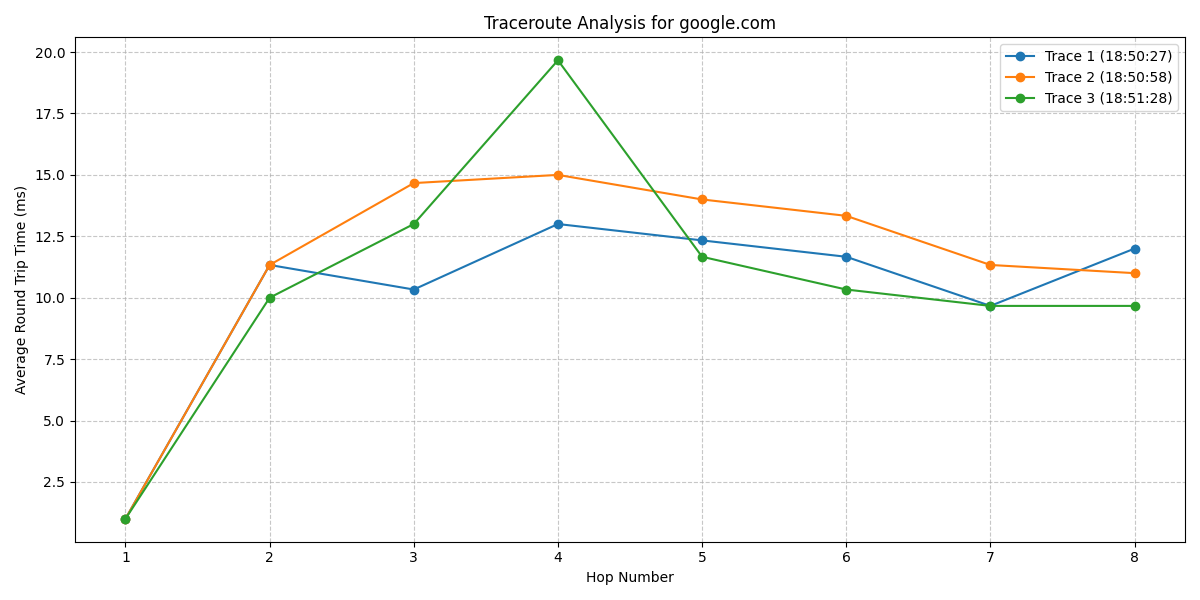 Traceroute Analysis for google.com
Trace 1 (18:50:27)
Trace 2 (18:50:58)
Trace 3 (18:51:28)
Average Round Trip Time (ms)
20.0
17.5
15.0
12.5
10.0
7.5
5.0
2.5
1 2 3 4 5 6 7 8
Hop Number